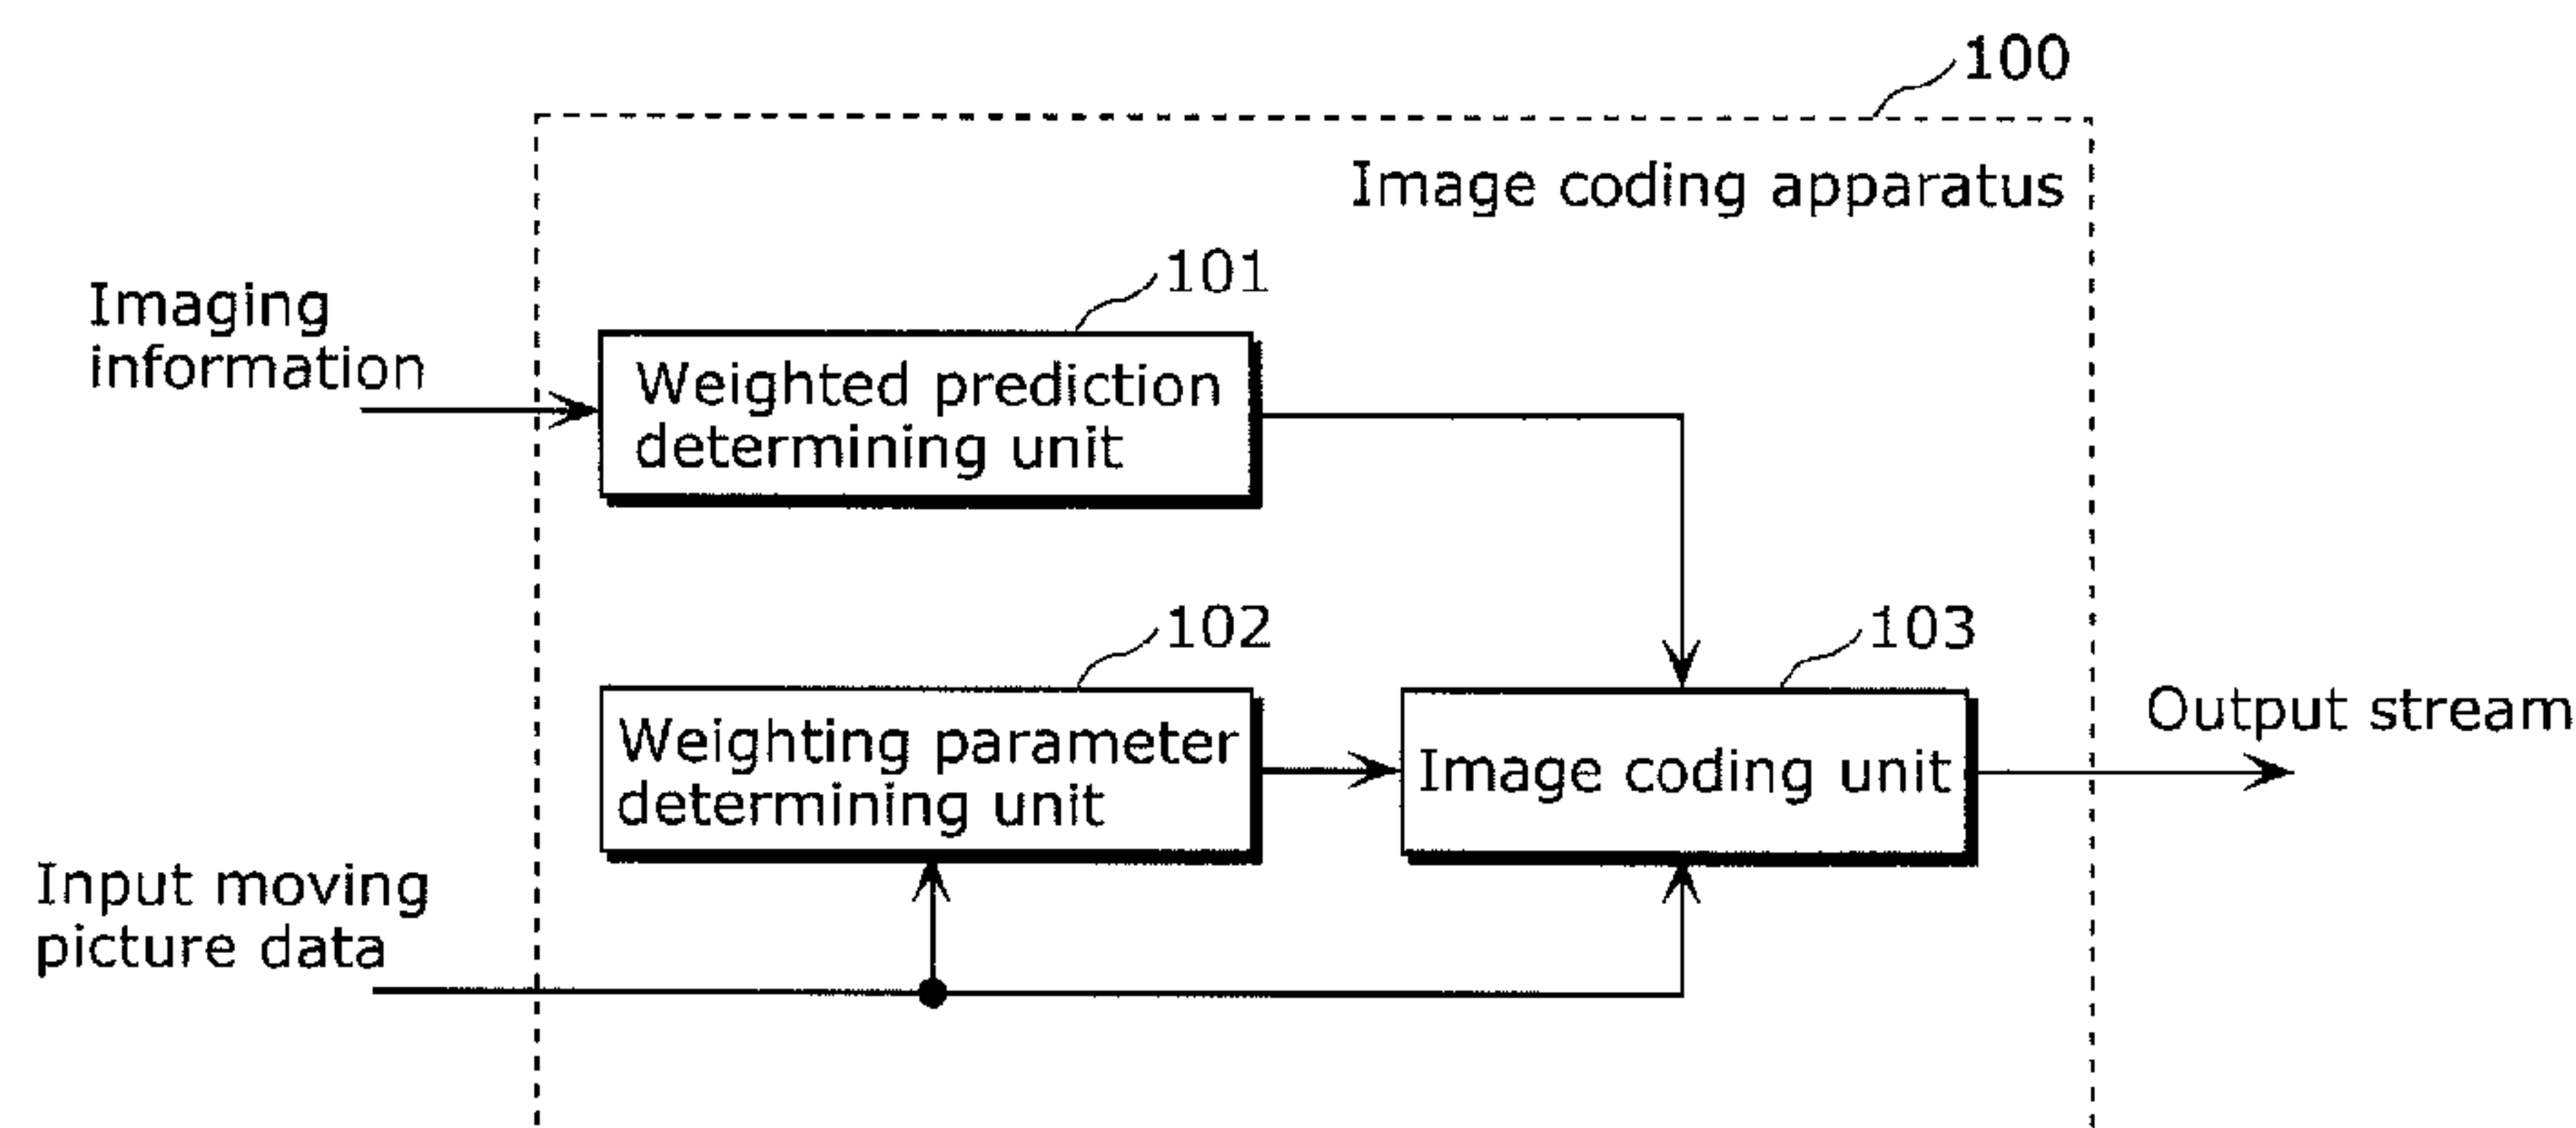 100
Image coding apparatus
101
Imaging
information
Weighted prediction
determining unit
102
103
Weighting parameter
determining unit
Image coding unit
Output stream
Input moving
picture data